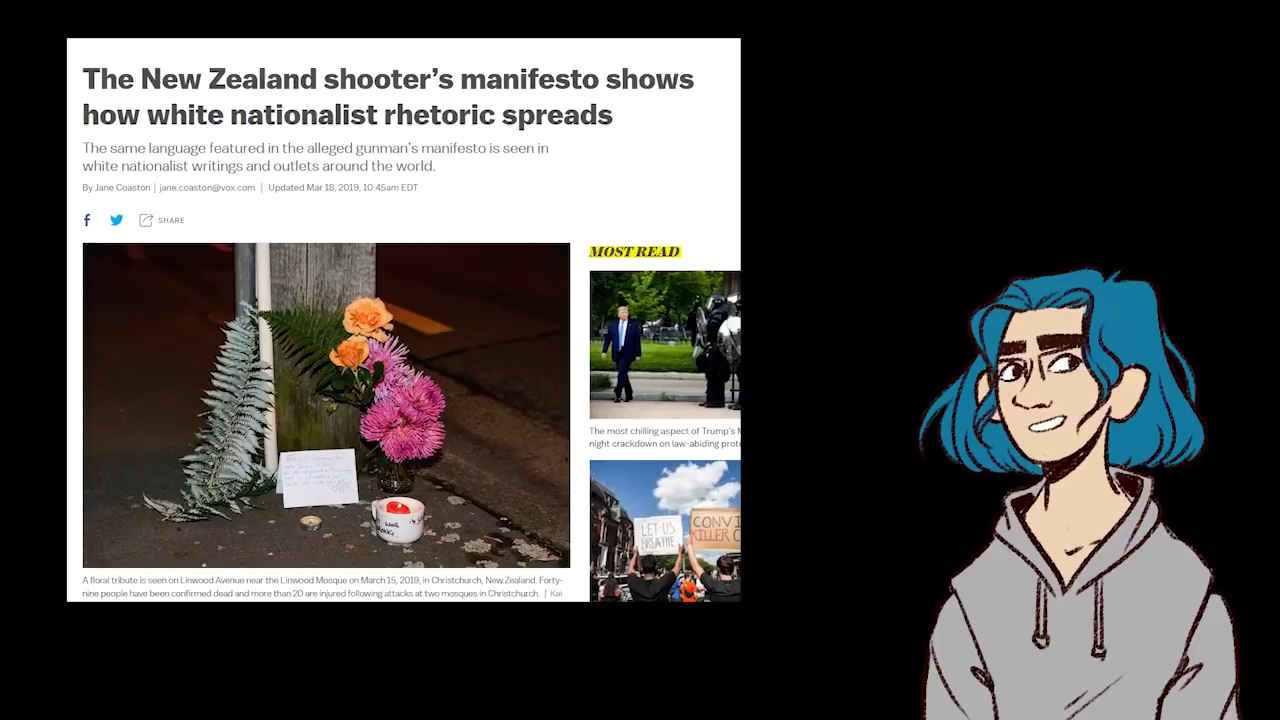 The New Zealand shooter's manifesto shows
how white nationalist rhetoric spreads
The same language featured in the alleged gunman's manifesto is seen in
white nationalist writings and outlets around the world.
By Jane Coaston | jane.coaston@vox.com | Updated Mar 18, 2019, 10:45am EDT
SHARE
MOST READ
The most chilling aspect of Trump's
night crackdown on law-abiding
LET US
BREATHE
CONVI
KILLER C
A floral tribute is seen on Linwood Avenue near the Linwood Mosque on March 15, 2019, in Christchurch, New Zealand. Forty-
nine people have been confirmed dead and more than 20 are injured following attacks at two mosques in Christchurch. | Kai